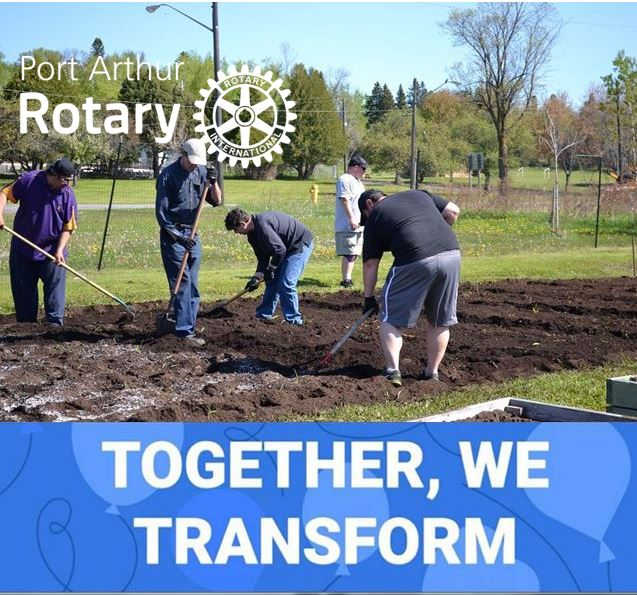 Port Arthur
Rotary
ROTARY
INTERNATIONAL
TOGETHER, WE
TRANSFORM